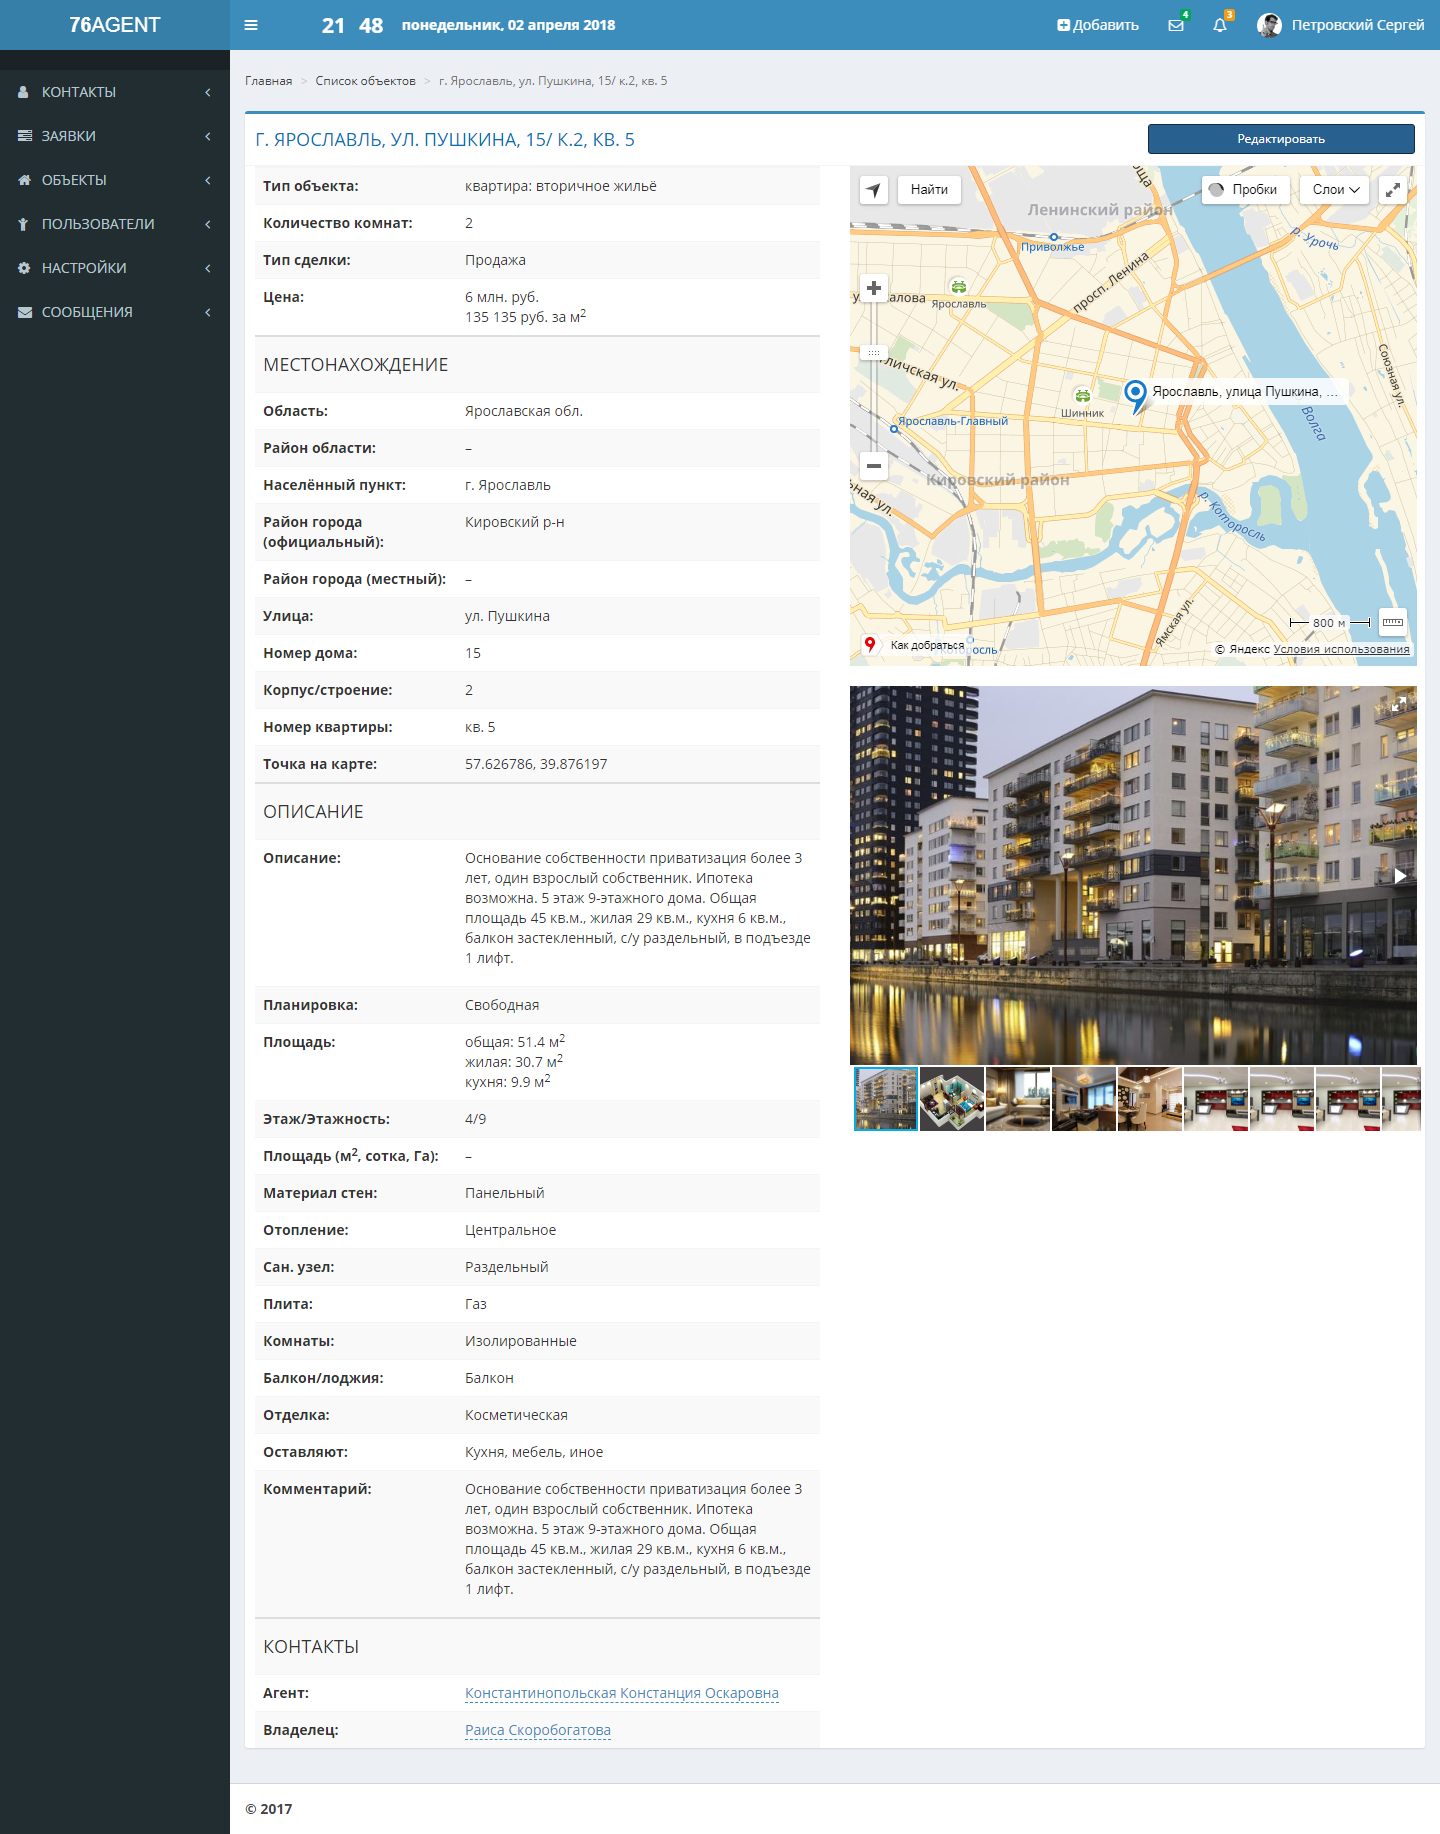 76AGENT
21 48 понедельник, 02 апреля 2018
Добавить
4
3
Петровский Сергей
КОНТАКТЫ
ЗАЯВКИ
ОБЪЕКТЫ
ПОЛЬЗОВАТЕЛИ
НАСТРОЙКИ
СООБЩЕНИЯ
Главная > Список объектов > г. Ярославль, ул. Пушкина, 15/ к.2, кв. 5
Г. ЯРОСЛАВЛЬ, УЛ. ПУШКИНА, 15/ К.2, КВ. 5
Редактировать
Тип объекта: квартира: вторичное жильё
Количество комнат: 2
Тип сделки: Продажа
Цена: 6 млн. руб.
135 135 руб. за м²
МЕСТОНАХОЖДЕНИЕ
Область: Ярославская обл.
Район области: –
Населённый пункт: г. Ярославль
Район города Кировский р-н
(официальный):
Район города (местный): –
Улица: ул. Пушкина
Номер дома: 15
Корпус/строение: 2
Номер квартиры: кв. 5
Точка на карте: 57.626786, 39.876197
ОПИСАНИЕ
Описание: Основание собственности приватизация более 3
лет, один взрослый собственник. Ипотека
возможна. 5 этаж 9-этажного дома. Общая
площадь 45 кв.м., жилая 29 кв.м., кухня 6 кв.м.,
балкон застекленный, с/у раздельный, в подъезде
1 лифт.
Планировка: Свободная
Площадь: общая: 51.4 м²
жилая: 30.7 м²
кухня: 9.9 м²
Этаж/Этажность: 4/9
Площадь (м², сотка, Га): –
Материал стен: Панельный
Отопление: Центральное
Сан. узел: Раздельный
Плита: Газ
Комнаты: Изолированные
Балкон/лоджия: Балкон
Отделка: Косметическая
Оставляют: Кухня, мебель, иное
Комментарий: Основание собственности приватизация более 3
лет, один взрослый собственник. Ипотека
возможна. 5 этаж 9-этажного дома. Общая
площадь 45 кв.м., жилая 29 кв.м., кухня 6 кв.м.,
балкон застекленный, с/у раздельный, в подъезде
1 лифт.
КОНТАКТЫ
Агент: Константинопольская Констанция Оскаровна
Владелец: Раиса Скоробогатова
Найти
Пробки
Слои
Ленинский район
Приволжье
р. Урочь
просп. Ленина
Ярославль
Союзная ул.
Шинник
Ярославль, улица Пушкина, ...
Ярославль-Главный
Волга
Кировский район
р. Которосль
Ямская ул.
800 м
Как добраться
© Яндекс Условия использования
© 2017